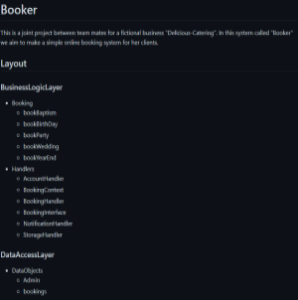 Booker
This is a joint project between team mates for a fictional business "Delicious-Catering". In this system called "Booker"
we aim to make a simple online booking system for her clients.
Layout
BusinessLogicLayer
Booking
bookBaptism
bookBirthDay
bookParty
bookWedding
bookYearEnd
Handlers
AccountHandler
BookingContext
BookingHandler
BookingInterface
NotificationHandler
StorageHandler
DataAccessLayer
DataObjects
Admin
bookings